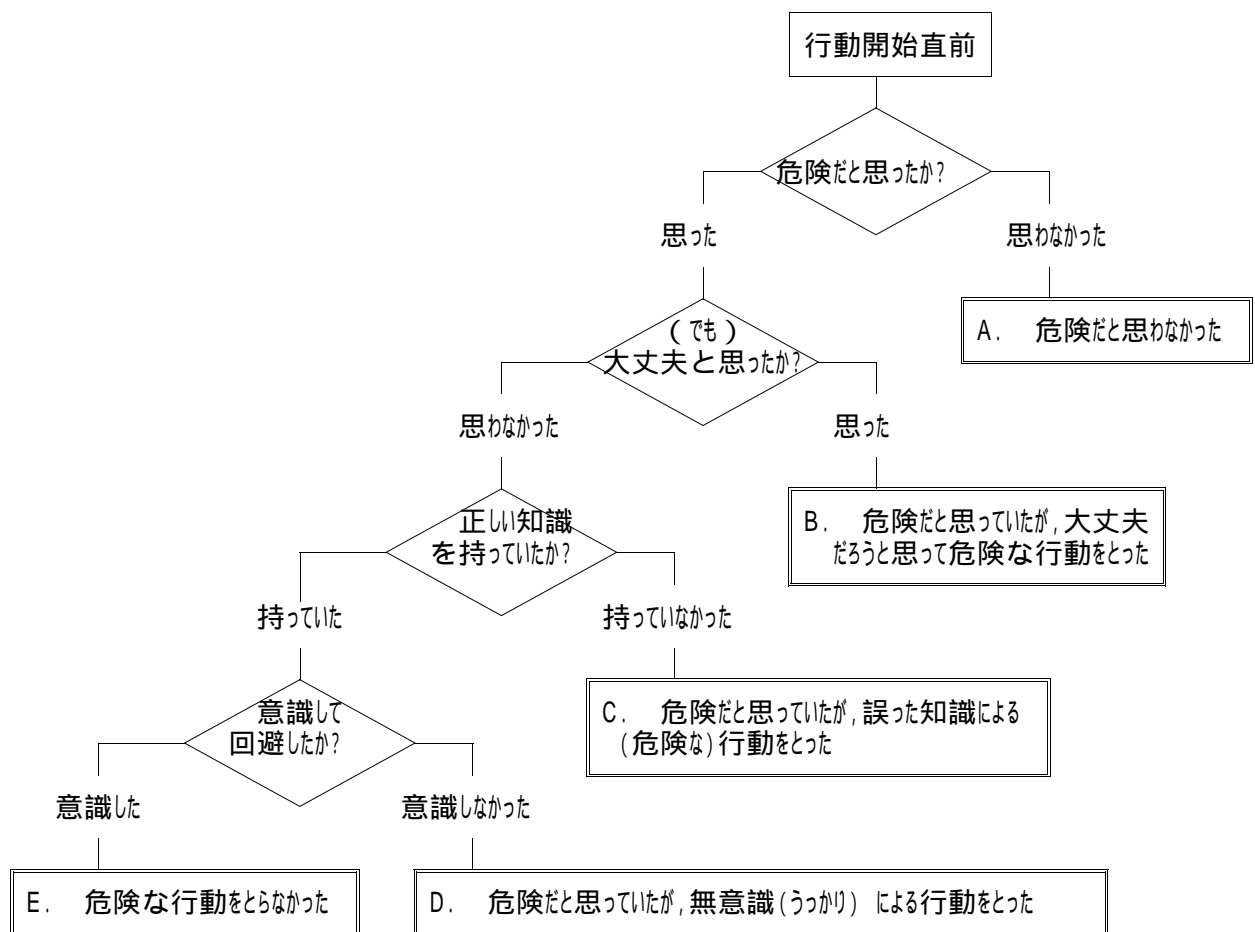 行動開始直前
危険だと思ったか?
思った
思わなかった
A. 危険だと思わなかった
(でも)
大丈夫と思ったか?
思わなかった
思った
B. 危険だと思っていたが,大丈夫
だろうと思って危険な行動をとった
正しい知識
を持っていたか?
持っていた
持っていなかった
C. 危険だと思っていたが,誤った知識による
(危険な)行動をとった
意識して
回避したか?
意識した
意識しなかった
E. 危険な行動をとらなかった
D. 危険だと思っていたが,無意識(うっかり) による行動をとった